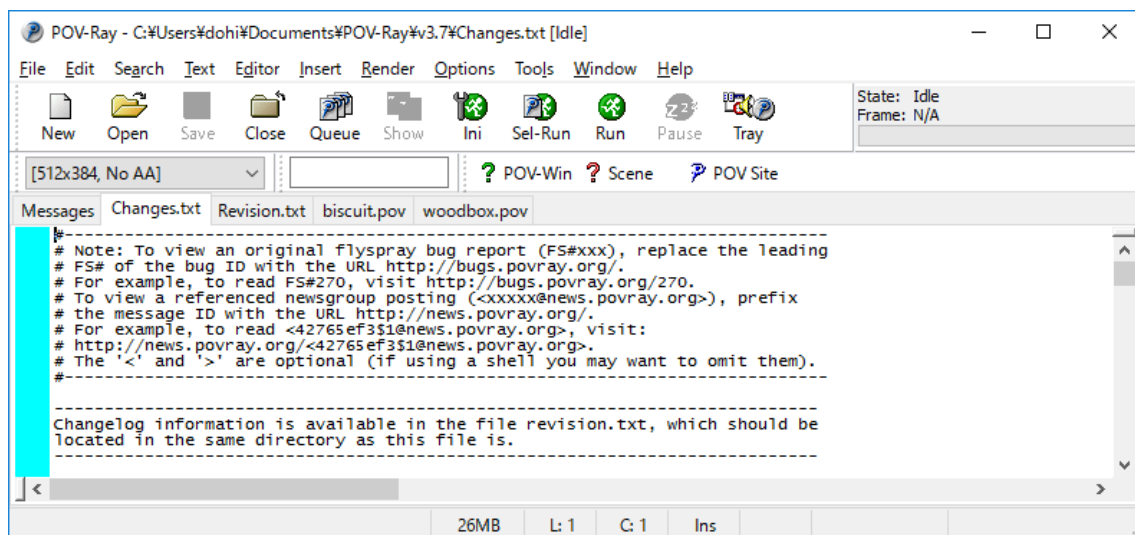 POV-Ray - C:¥Users¥dohi¥Documents¥POV-Ray¥v3.7¥Changes.txt [Idle]
File Edit Search Text Editor Insert Render Options Tools Window Help
New Open Save Close Queue Show Ini Sel-Run Run Pause Tray
State: Idle
Frame: N/A
[512x384, No AA] ? POV-Win ? Scene POV Site
Messages Changes.txt Revision.txt biscuit.pov woodbox.pov
#--------------------------------------------------------------------------
# Note: To view an original flyspray bug report (FS#xxx), replace the leading
# FS# of the bug ID with the URL http://bugs.povray.org/.
# For example, to read FS#270, visit http://bugs.povray.org/270.
# To view a referenced newsgroup posting (<xxxxx@news.povray.org>), prefix
# the message ID with the URL http://news.povray.org/.
# For example, to read <42765ef3$1@news.povray.org>, visit:
# http://news.povray.org/<42765ef3$1@news.povray.org>.
# The '<' and '>' are optional (if using a shell you may want to omit them).
#--------------------------------------------------------------------------
--------------------------------------------------------------------------
Changelog information is available in the file revision.txt, which should be
located in the same directory as this file is.
--------------------------------------------------------------------------
26MB L: 1 C: 1 Ins